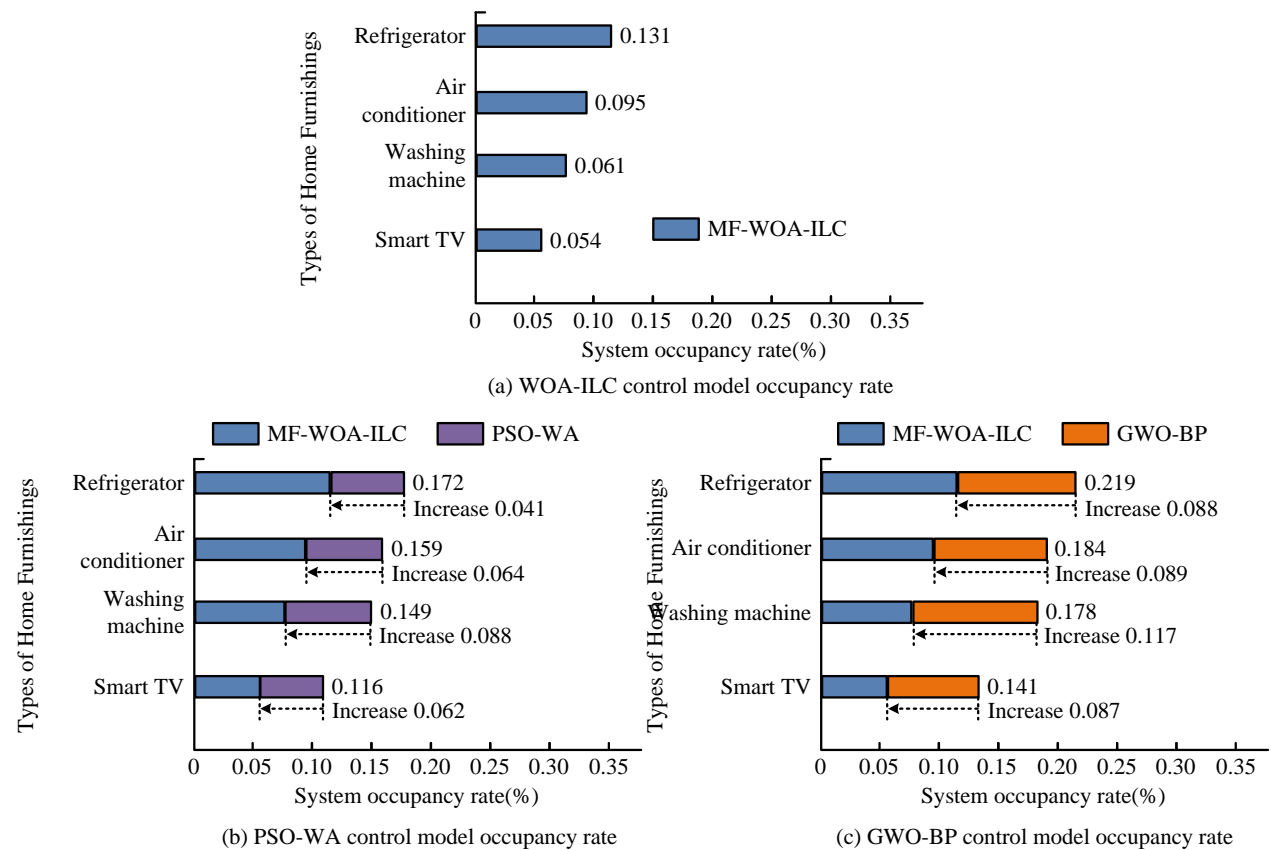 Types of Home Furnishings
Refrigerator
0.131
Air
conditioner
0.095
Washing
machine
0.061
Smart TV
0.054
MF-WOA-ILC
0 0.05 0.10 0.15 0.20 0.25 0.30 0.35
System occupancy rate(%)
(a) WOA-ILC control model occupancy rate
MF-WOA-ILC PSO-WA
Types of Home Furnishings
Refrigerator
0.172
Increase 0.041
Air
conditioner
0.159
Increase 0.064
Washing
machine
0.149
Increase 0.088
Smart TV
0.116
Increase 0.062
0 0.05 0.10 0.15 0.20 0.25 0.30 0.35
System occupancy rate(%)
(b) PSO-WA control model occupancy rate
MF-WOA-ILC GWO-BP
Types of Home Furnishings
Refrigerator
0.219
Increase 0.088
Air conditioner
0.184
Increase 0.089
Washing machine
0.178
Increase 0.117
Smart TV
0.141
Increase 0.087
0 0.05 0.10 0.15 0.20 0.25 0.30 0.35
System occupancy rate(%)
(c) GWO-BP control model occupancy rate